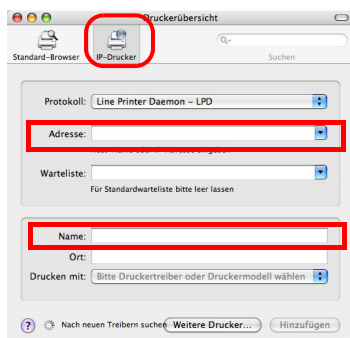 Druckerübersicht
Standard-Browser IP-Drucker Suchen
Protokoll: Line Printer Daemon – LPD
Adresse:
Warteliste:
Für Standardwarteliste bitte leer lassen
Name:
Ort:
Drucken mit: Bitte Druckertreiber oder Druckermodell wählen
? Nach neuen Treibern suchen Weitere Drucker... Hinzufügen